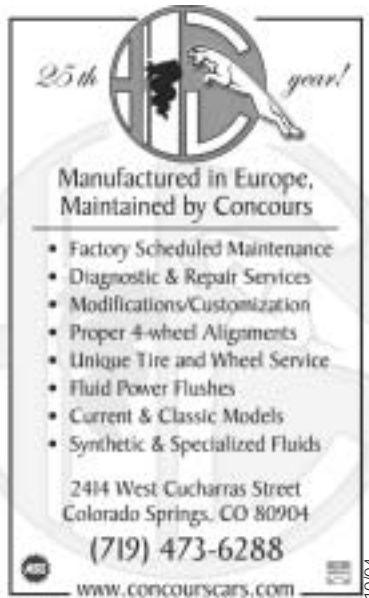 25th year!
Manufactured in Europe,
Maintained by Concours
• Factory Scheduled Maintenance
• Diagnostic & Repair Services
• Modifications/Customization
• Proper 4-wheel Alignments
• Unique Tire and Wheel Service
• Fluid Power Flushes
• Current & Classic Models
• Synthetic & Specialized Fluids
2414 West Cucharras Street
Colorado Springs, CO 80904
(719) 473-6288
ASE
www.concourscars.com